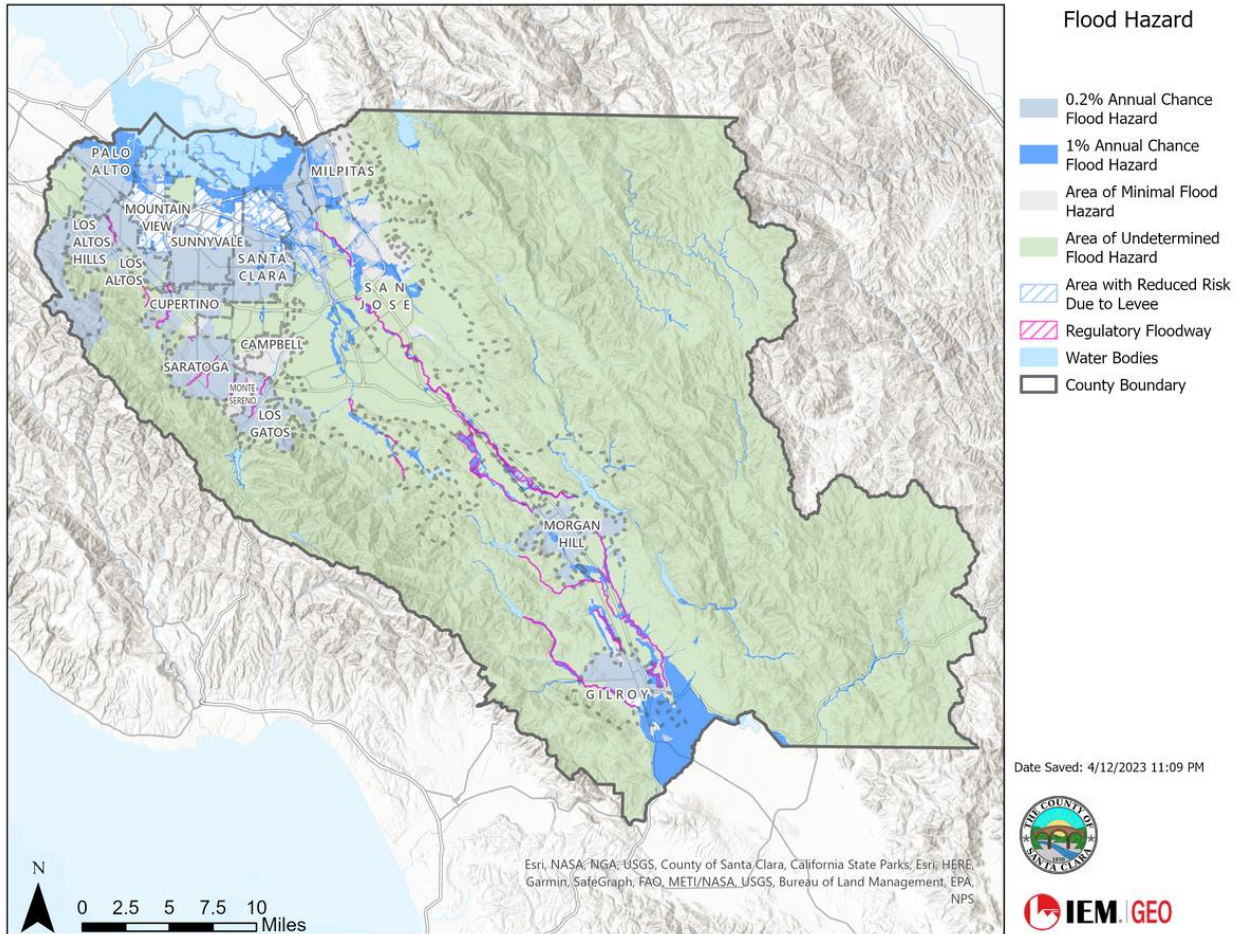 Flood Hazard
0.2% Annual Chance
Flood Hazard
1% Annual Chance
Flood Hazard
Area of Minimal Flood
Hazard
Area of Undetermined
Flood Hazard
Area with Reduced Risk
Due to Levee
Regulatory Floodway
Water Bodies
County Boundary
PALO
ALTO
MILPITAS
MOUNTAIN
VIEW
LOS
ALTOS
HILLS
SUNNYVALE
LOS
ALTOS
SANTA
CLARA
SAN
JOSE
CUPERTINO
CAMPBELL
SARATOGA
MONTE
SERENO
LOS
GATOS
MORGAN
HILL
GILROY
Date Saved: 4/12/2023 11:09 PM
THE COUNTY OF
SANTA CLARA
1850
Esri, NASA, NGA, USGS, County of Santa Clara, California State Parks, Esri, HERE,
Garmin, SafeGraph, FAO, METI/NASA, USGS, Bureau of Land Management, EPA,
NPS
N
0 2.5 5 7.5 10
Miles
IEM GEO